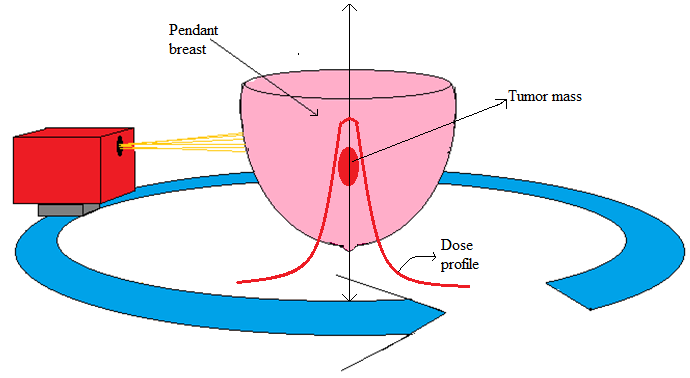 Pendant
breast
Tumor mass
Dose
profile